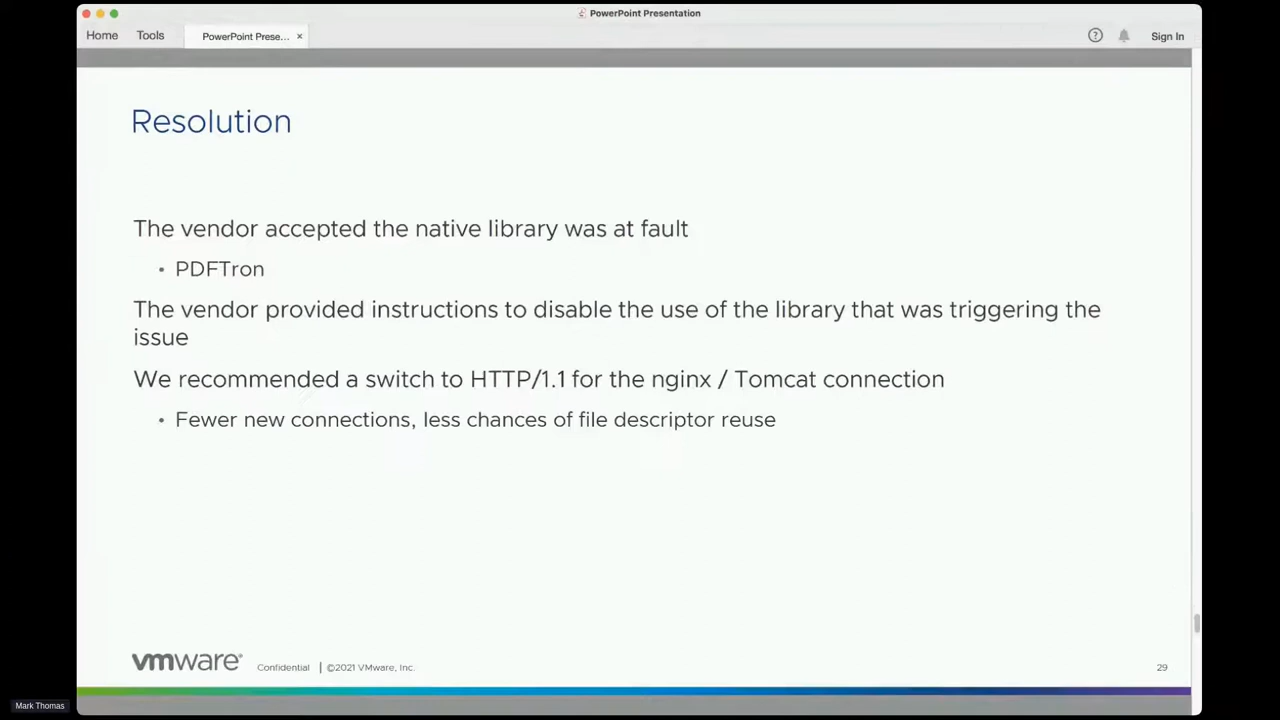 PowerPoint Presentation
Home
Tools
PowerPoint Prese... ×
?
Sign In
Resolution
The vendor accepted the native library was at fault
• PDFTron
The vendor provided instructions to disable the use of the library that was triggering the
issue
We recommended a switch to HTTP/1.1 for the nginx / Tomcat connection
• Fewer new connections, less chances of file descriptor reuse
vmware® Confidential | ©2021 VMware, Inc.
29
Mark Thomas